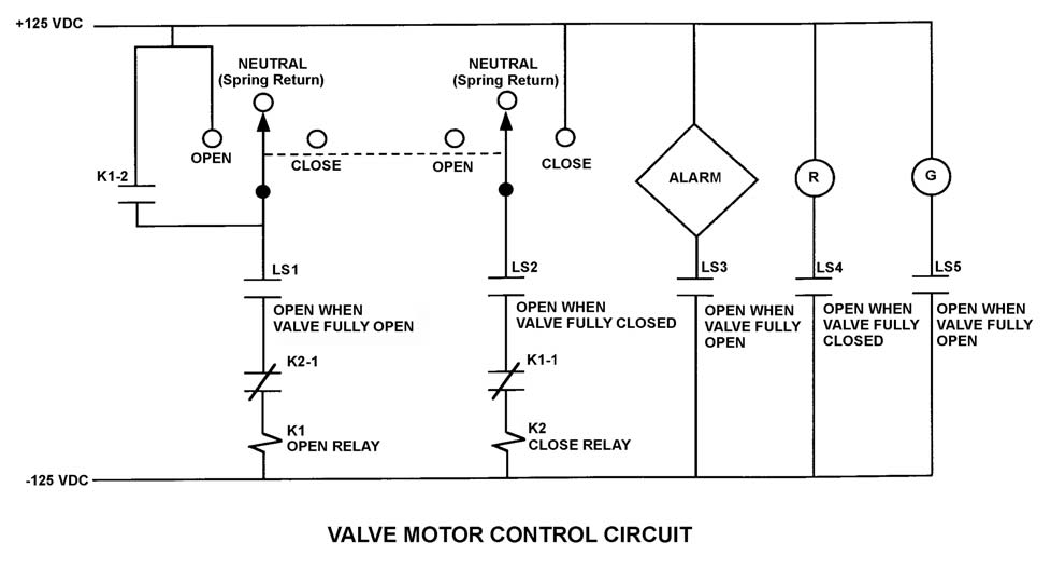 +125 VDC
NEUTRAL
(Spring Return)
NEUTRAL
(Spring Return)
OPEN
CLOSE
OPEN
CLOSE
ALARM
R
G
K1-2
LS1
OPEN WHEN
VALVE FULLY OPEN
LS2
OPEN WHEN
VALVE FULLY CLOSED
LS3
OPEN WHEN
VALVE FULLY
OPEN
LS4
OPEN WHEN
VALVE FULLY
CLOSED
LS5
OPEN WHEN
VALVE FULLY
OPEN
K2-1
K1-1
K1
OPEN RELAY
K2
CLOSE RELAY
-125 VDC
VALVE MOTOR CONTROL CIRCUIT